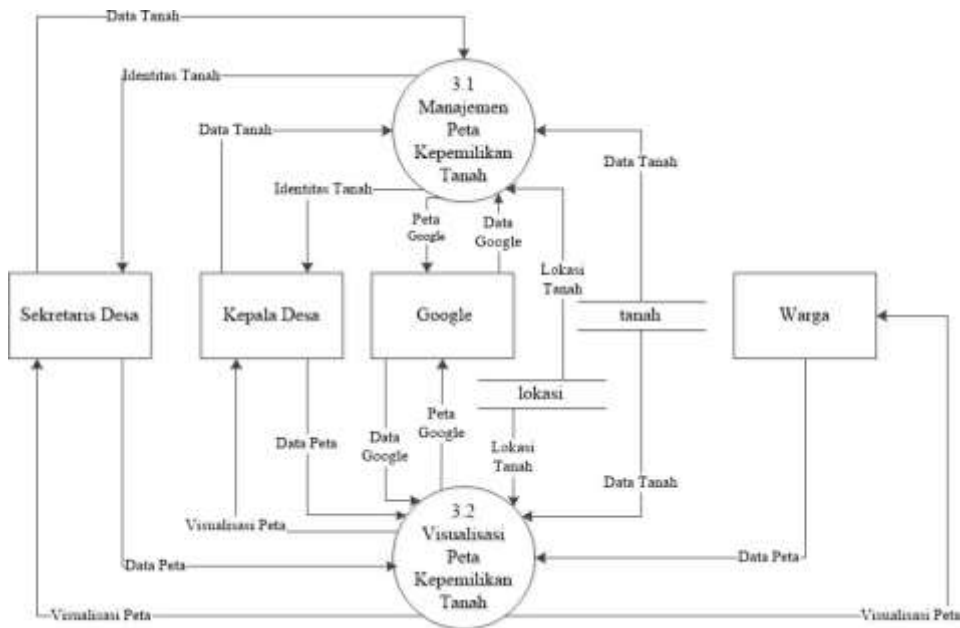 Data Tanah
Identitas Tanah
3.1
Manajemen
Peta
Kepemilikan
Tanah
Data Tanah
Data Tanah
Identitas Tanah
Peta
Google
Data
Google
Lokasi
Tanah
Sekretaris Desa
Kepala Desa
Google
tanah
Warga
lokasi
Data Peta
Data
Google
Peta
Google
Lokasi
Tanah
Data Tanah
3.2
Visualisasi
Peta
Kepemilikan
Tanah
Visualisasi Peta
Data Peta
Data Peta
Visualisasi Peta
Visualisasi Peta